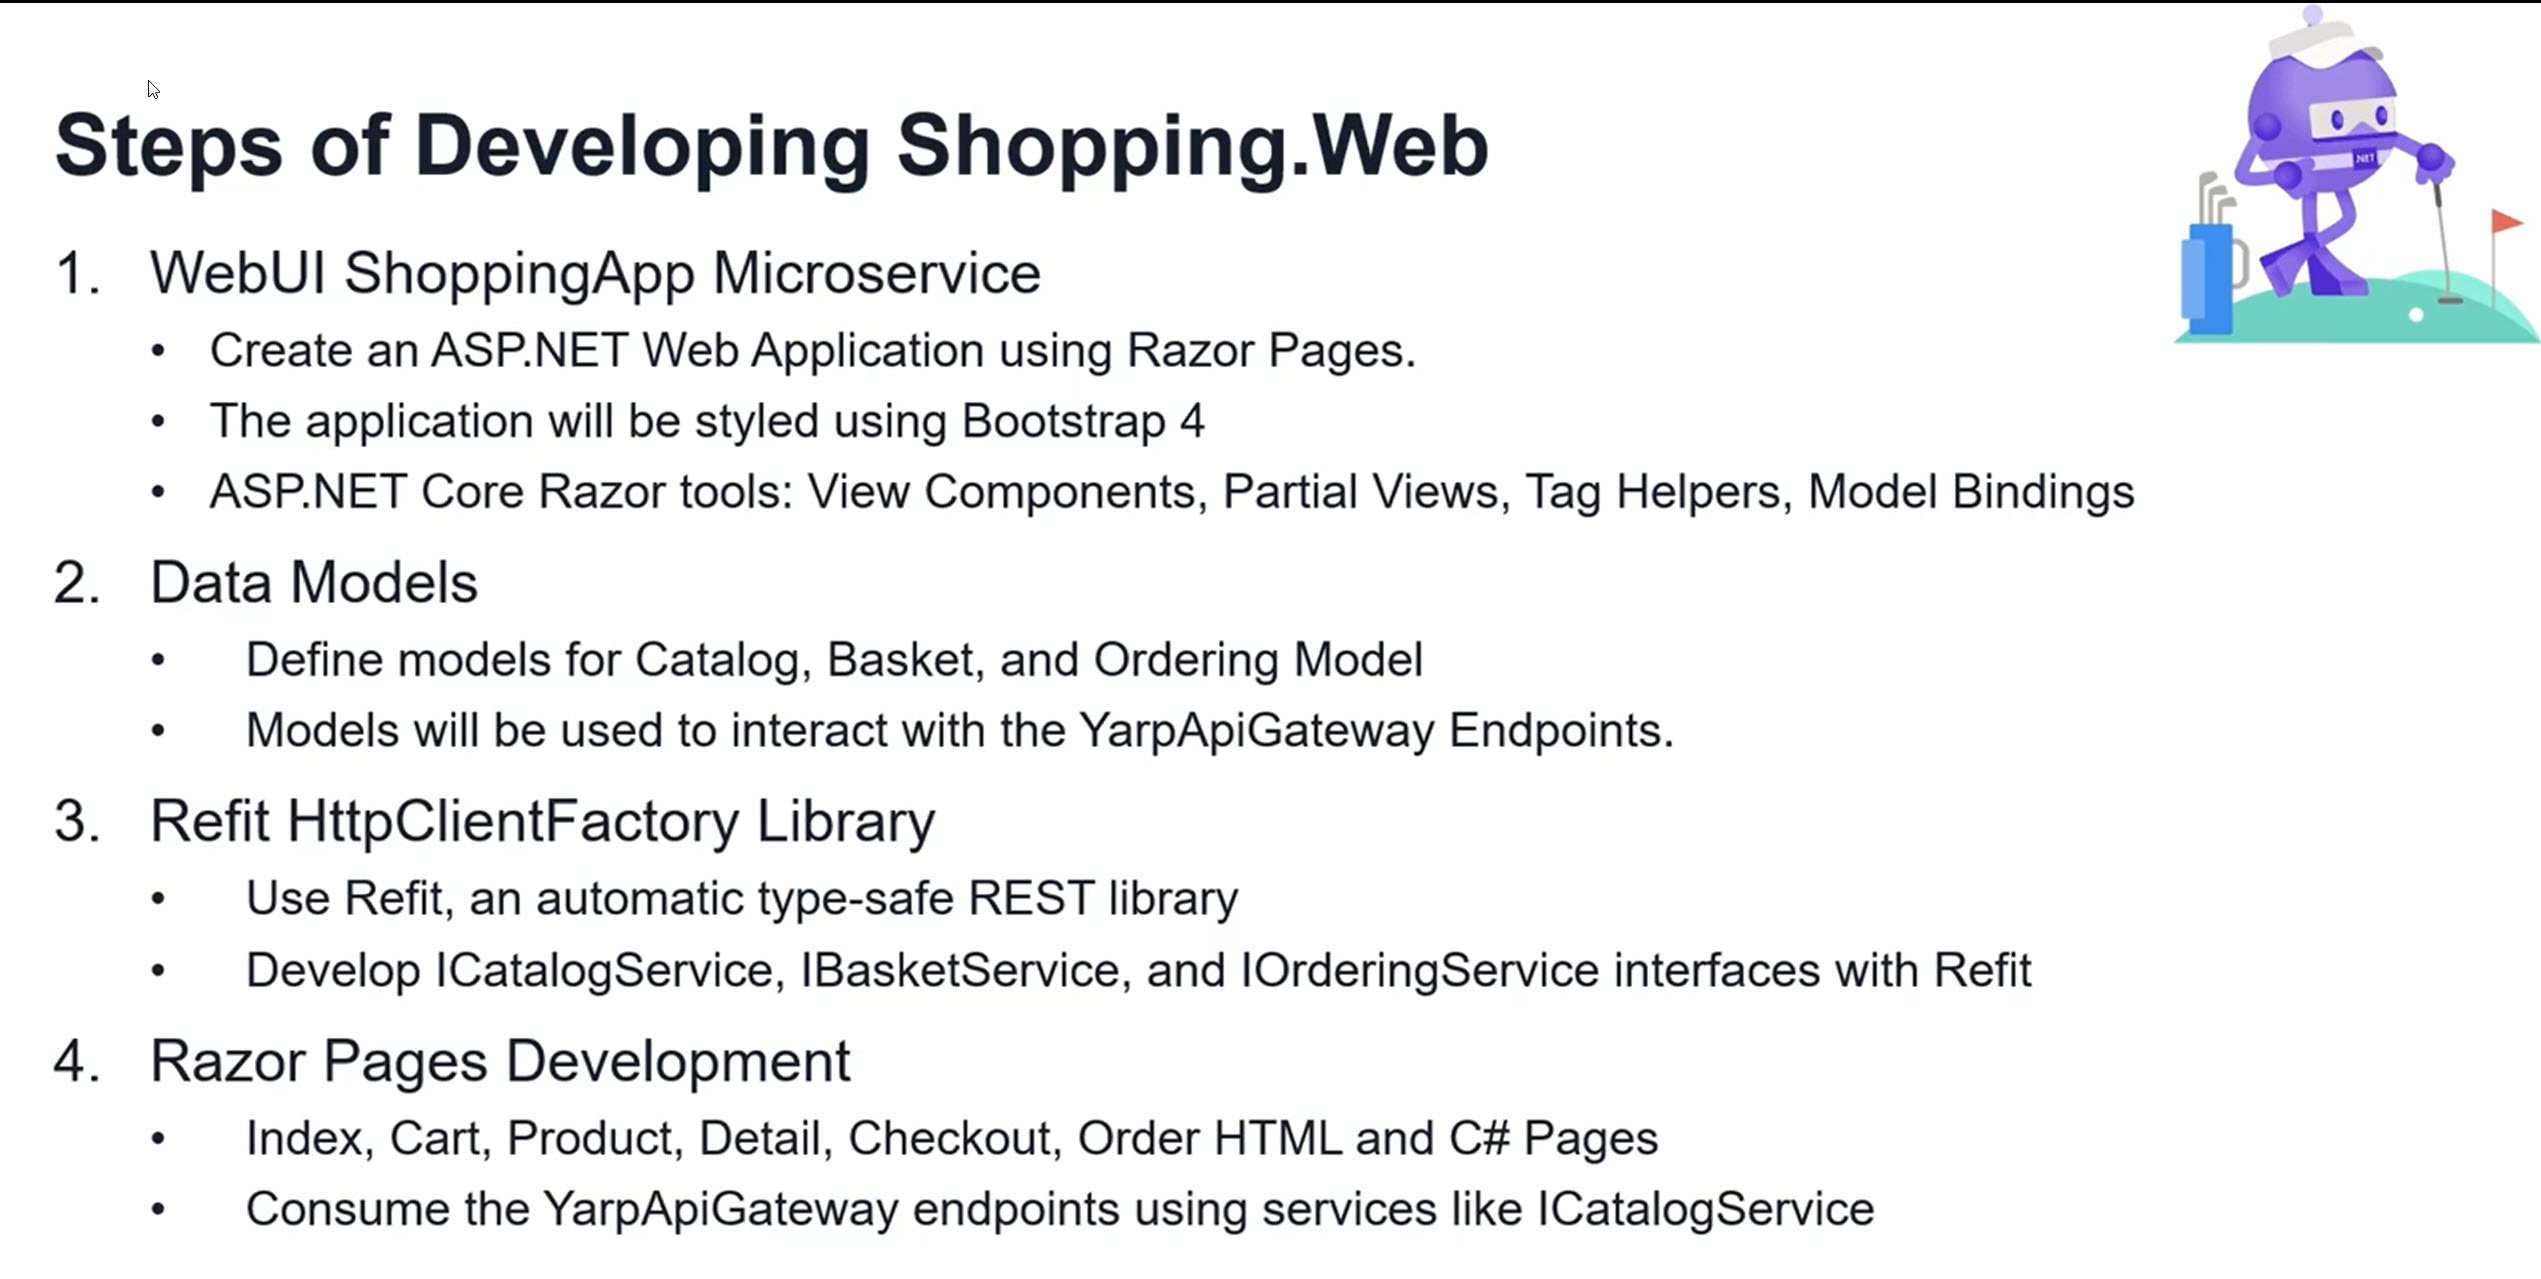 Steps of Developing Shopping.Web
.NET
1. WebUI ShoppingApp Microservice
• Create an ASP.NET Web Application using Razor Pages.
• The application will be styled using Bootstrap 4
• ASP.NET Core Razor tools: View Components, Partial Views, Tag Helpers, Model Bindings
2. Data Models
• Define models for Catalog, Basket, and Ordering Model
• Models will be used to interact with the YarpApiGateway Endpoints.
3. Refit HttpClientFactory Library
• Use Refit, an automatic type-safe REST library
• Develop ICatalogService, IBasketService, and IOrderingService interfaces with Refit
4. Razor Pages Development
• Index, Cart, Product, Detail, Checkout, Order HTML and C# Pages
• Consume the YarpApiGateway endpoints using services like ICatalogService